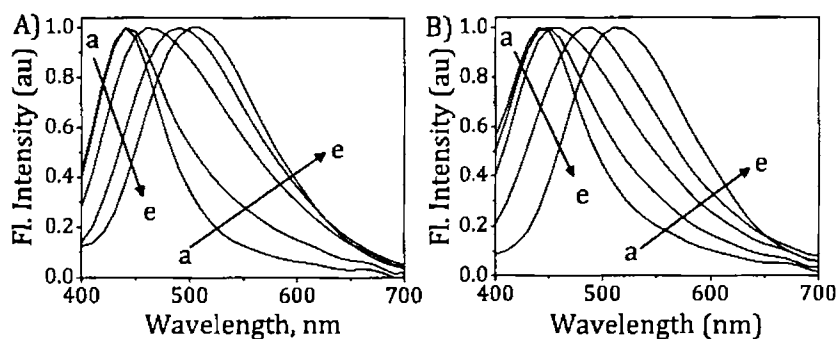 A)
Fl. Intensity (au)
1.0
0.8
0.6
0.4
0.2
0.0
a
e
a
e
400 500 600 700
Wavelength, nm
B)
Fl. Intensity (au)
1.0
0.8
0.6
0.4
0.2
0.0
a
e
a
e
400 500 600 700
Wavelength (nm)